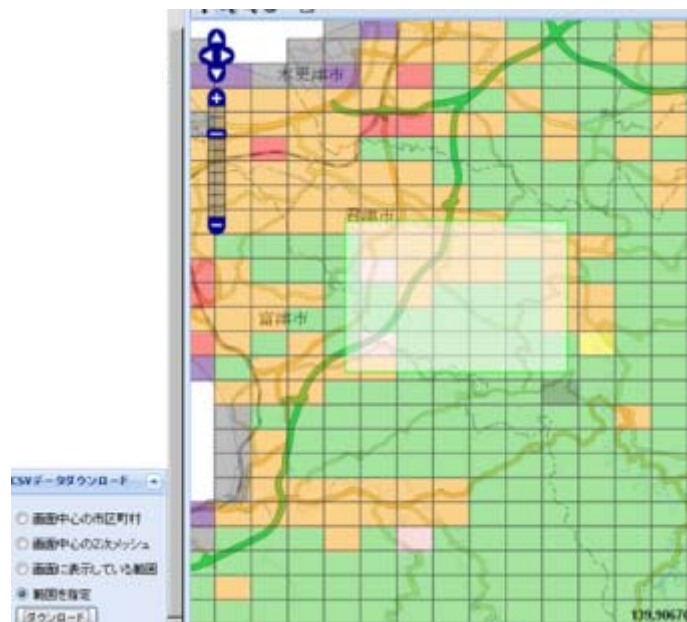 木更津市
君津市
富津市
CSVデータダウンロード
画面中心の市区町村
画面中心の2次メッシュ
画面に表示している範囲
範囲を指定
ダウンロード
139.90670